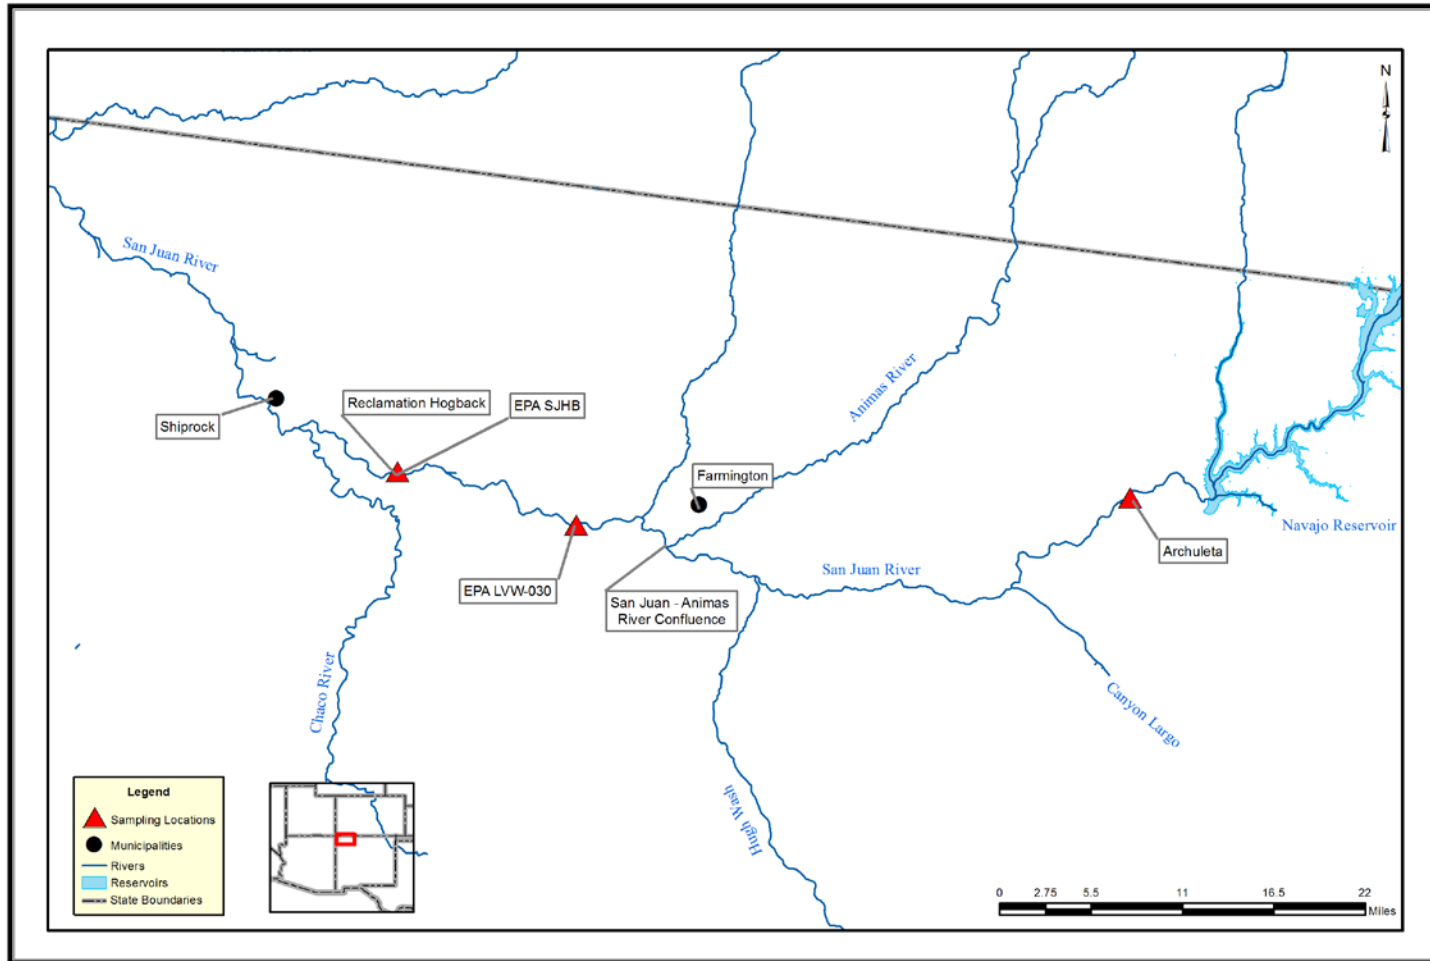 N
San Juan River
Reclamation Hogback
EPA SJHB
Shiprock
Animas River
Farmington
Navajo Reservoir
Archuleta
San Juan River
EPA LVW-030
San Juan - Animas
River Confluence
Chaco River
Canyon Largo
Hugh Wash
Legend
Sampling Locations
Municipalities
Rivers
Reservoirs
State Boundaries
0 2.75 5.5 11 16.5 22
Miles